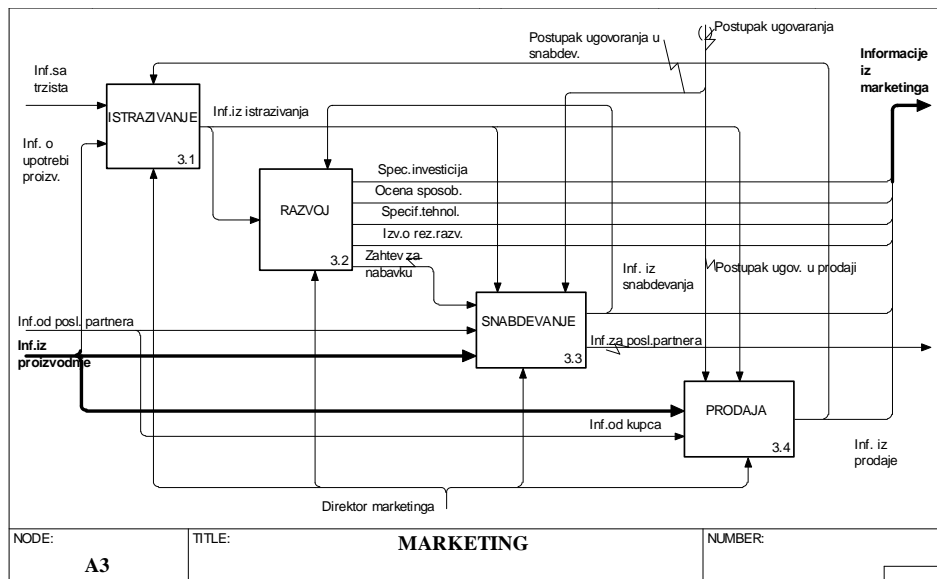 Postupak ugovoranja u
snabdev.
Postupak ugovaranja
Informacije
iz
marketinga
Inf.sa
trzista
ISTRAZIVANJE
3.1
Inf.iz istrazivanja
Inf. o
upotrebi
proizv.
Spec.investicija
Ocena sposob.
RAZVOJ
3.2
Specif.tehnol.
Izv.o rez.razv.
Zahtev za
nabavku
Inf. iz
snabdevanja
Postupak ugov. u prodaji
Inf.od posl. partnera
SNABDEVANJE
3.3
Inf.iz
proizvodnje
Inf.za posl.partnera
PRODAJA
3.4
Inf.od kupca
Inf. iz
prodaje
Direktor marketinga
NODE:
A3
TITLE:
MARKETING
NUMBER: